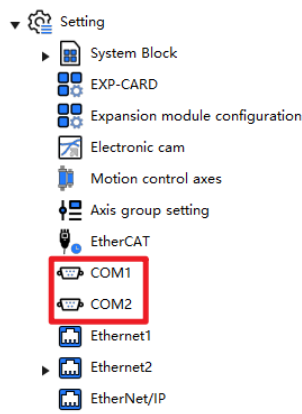 Setting
System Block
EXP-CARD
Expansion module configuration
Electronic cam
Motion control axes
Axis group setting
EtherCAT
COM1
COM2
Ethernet1
Ethernet2
EtherNet/IP